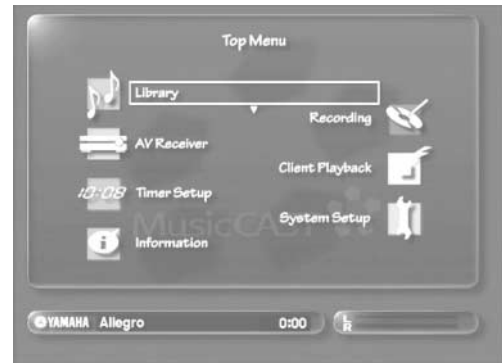 Top Menu
Library
Recording
AV Receiver
Client Playback
10:08 Timer Setup
System Setup
MusicCAST
Information
YAMAHA Allegro 0:00 L
R